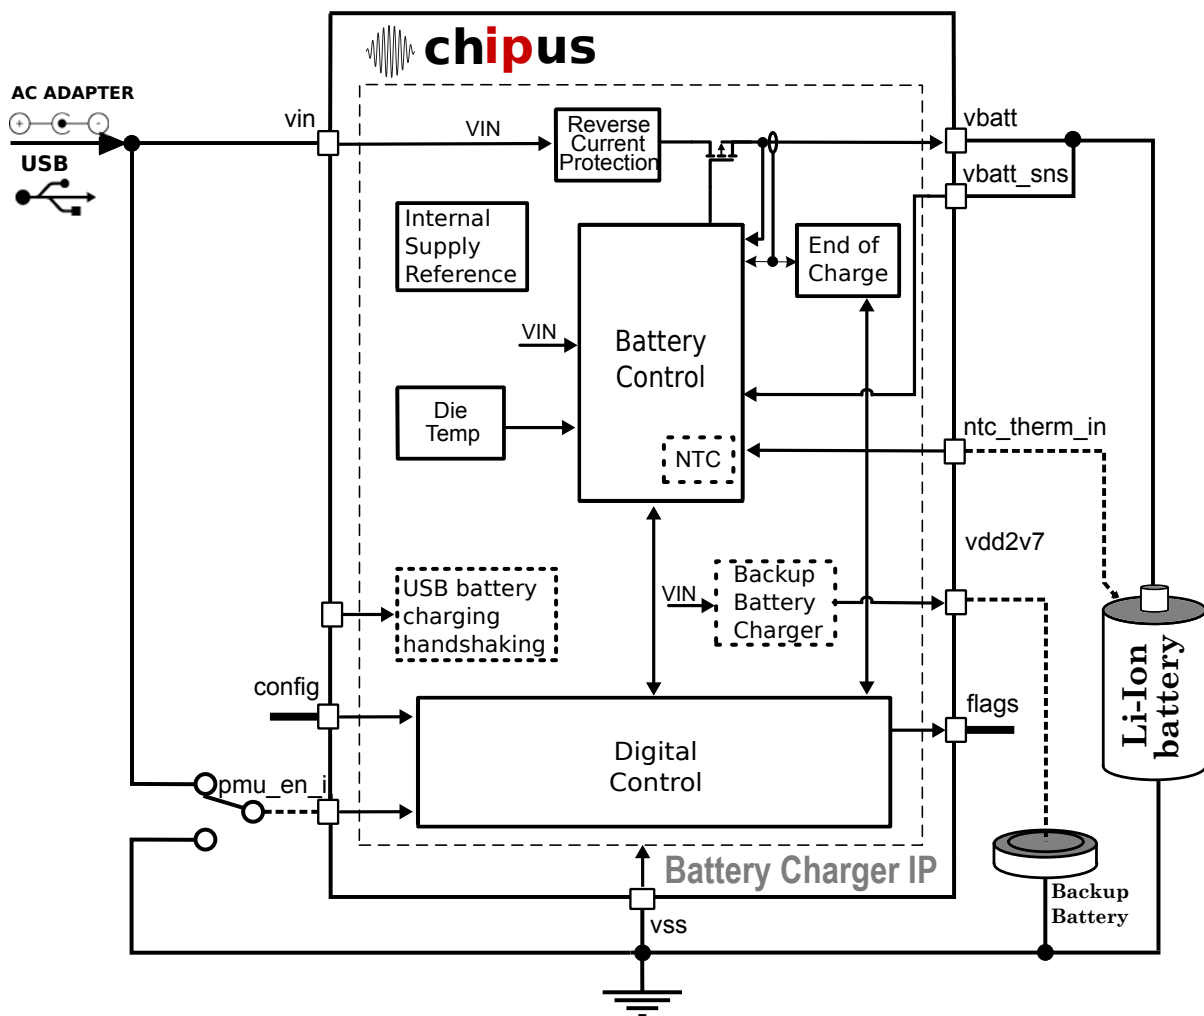 chipus
AC ADAPTER
+
-
USB
vin
VIN
Reverse
Current
Protection
vbatt
vbatt_sns
Internal
Supply
Reference
End of
Charge
VIN
Battery
Control
Die
Temp
NTC
ntc_therm_in
vdd2v7
USB battery
charging
handshaking
VIN
Backup
Battery
Charger
Li-Ion
battery
config
flags
pmu_en_i
Digital
Control
Battery Charger IP
vss
Backup
Battery